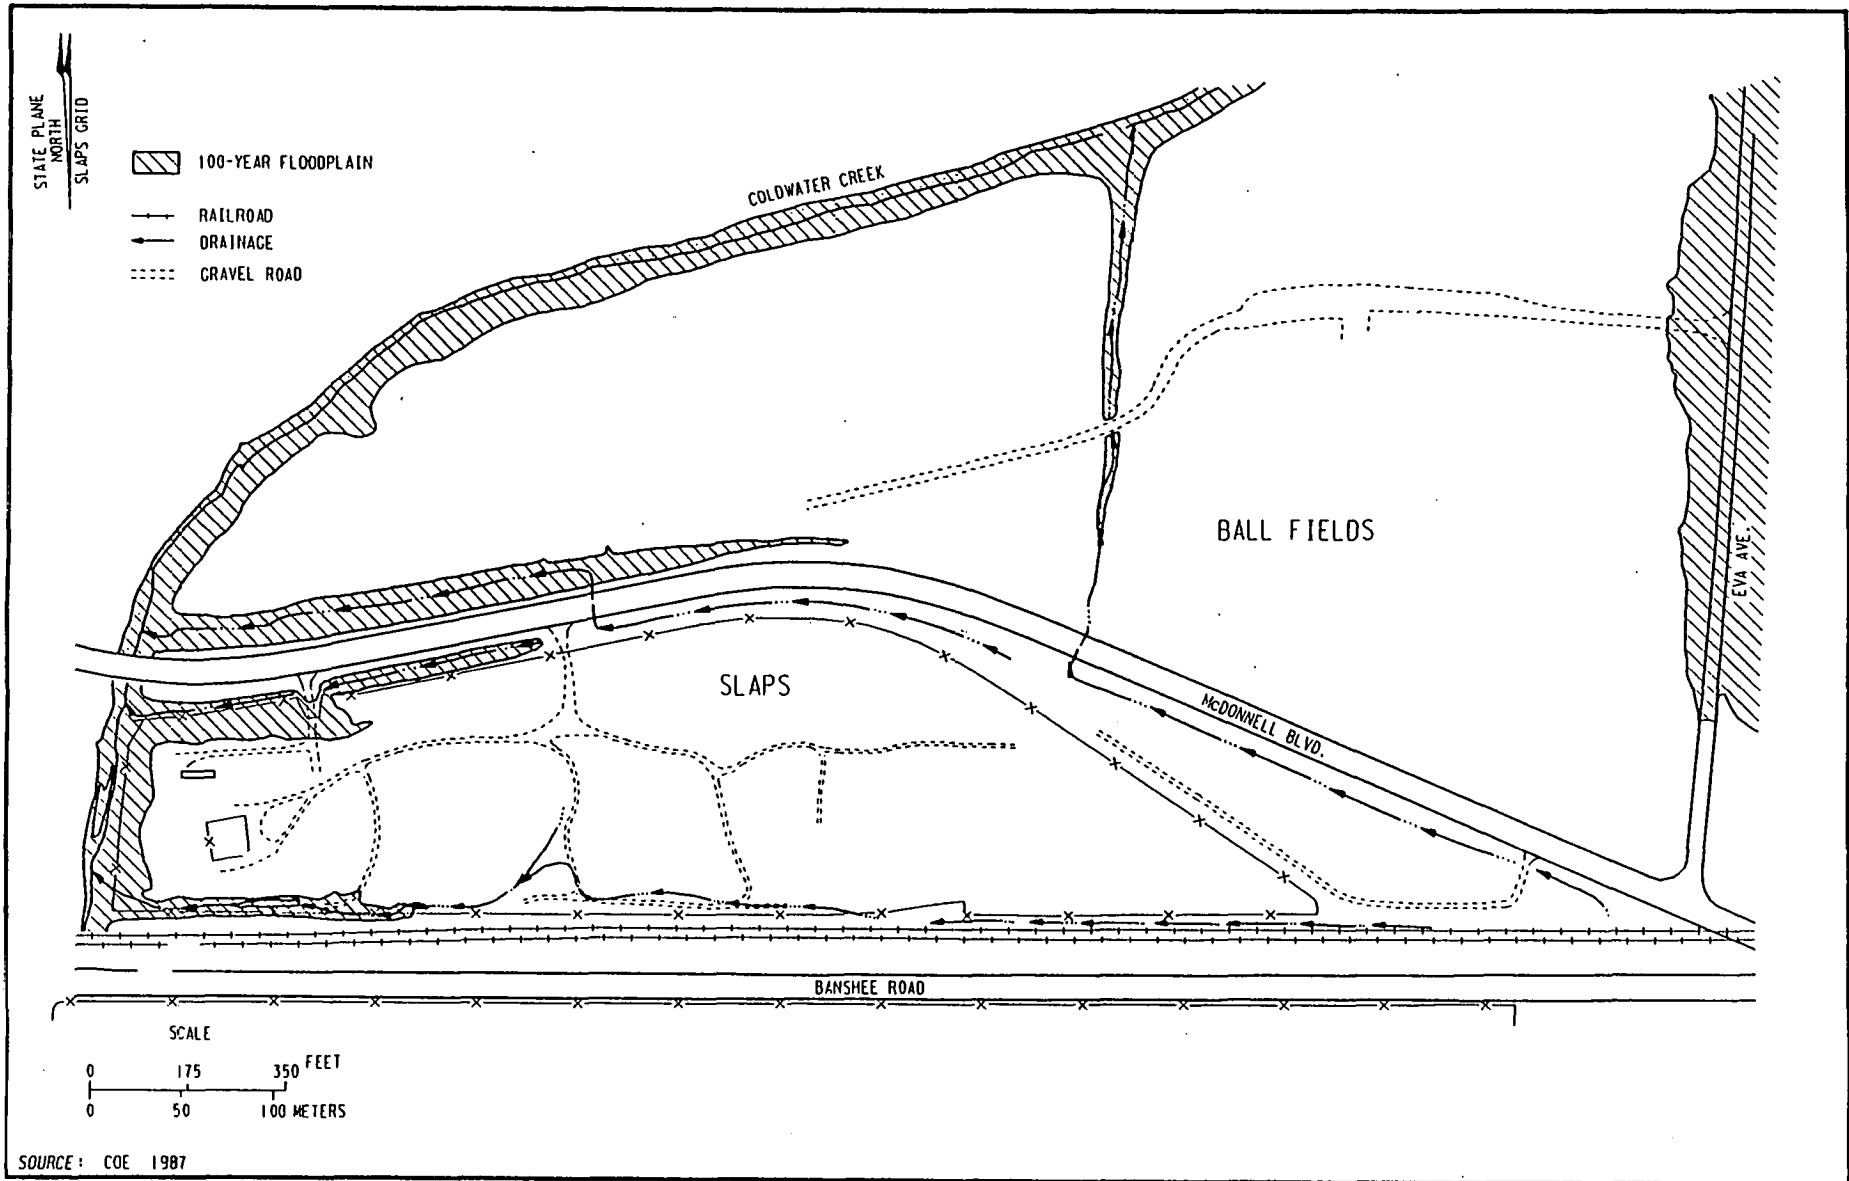 STATE PLANE
NORTH
SLAPS GRID
100-YEAR FLOODPLAIN
RAILROAD
DRAINAGE
GRAVEL ROAD
COLDWATER CREEK
BALL FIELDS
EVA AVE.
SLAPS
McDONNELL BLVD.
BANSHEE ROAD
SCALE
0 175 350 FEET
0 50 100 METERS
SOURCE: COE 1987